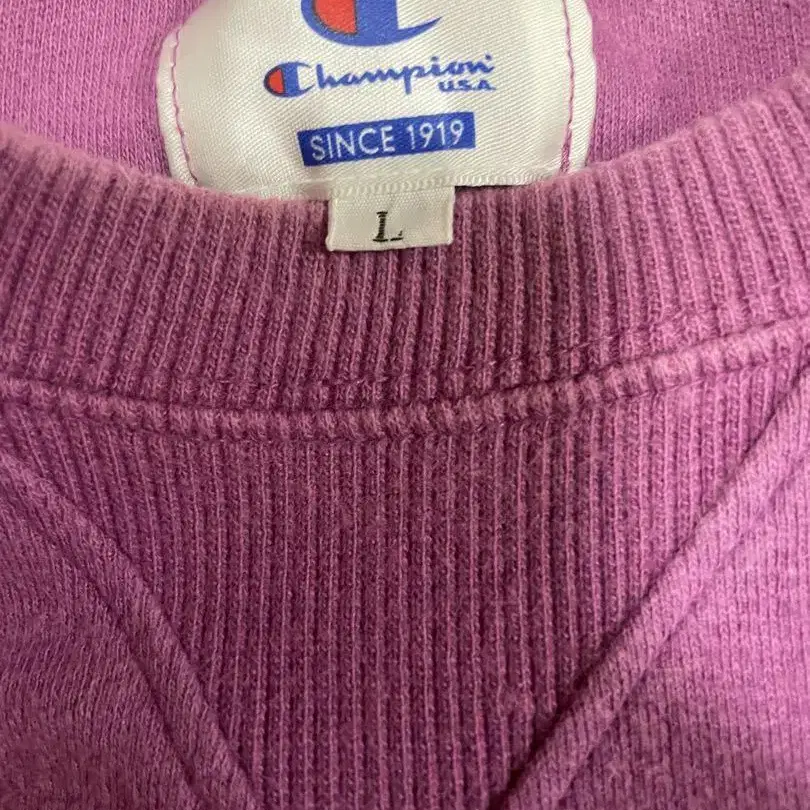 Champion
U.S.A.
SINCE 1919
L